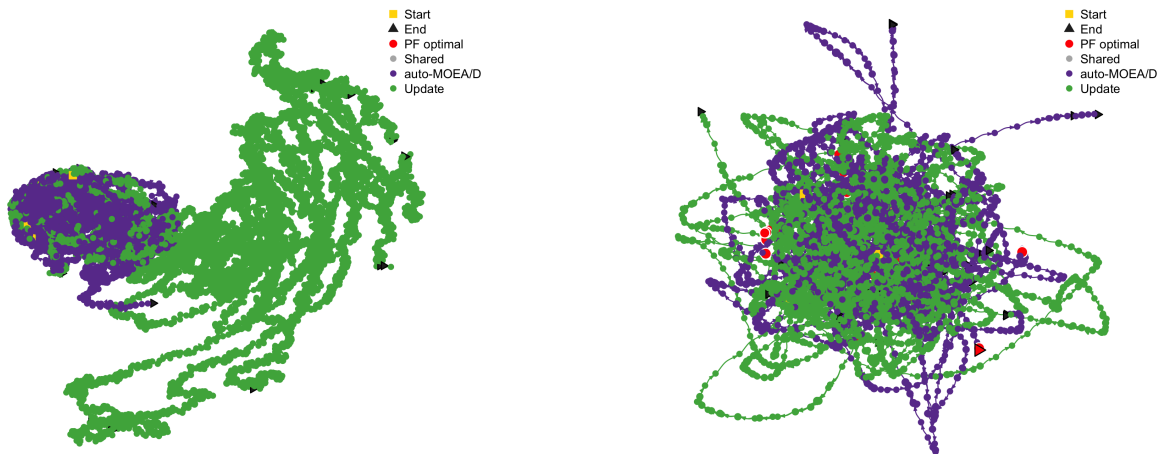 Start
End
PF optimal
Shared
auto-MOEA/D
Update
Start
End
PF optimal
Shared
auto-MOEA/D
Update